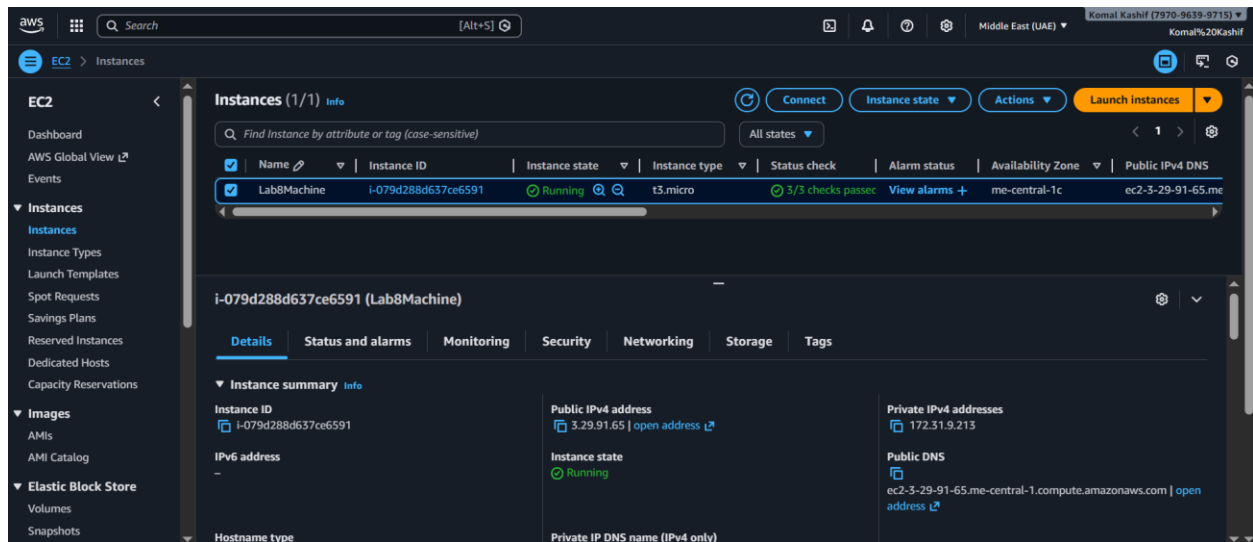 aws Search [Alt+S] Middle East (UAE) ▼ Komal Kashif (7970-9639-9715) ▼
Komal%20Kashif
EC2 > Instances
EC2
Dashboard
AWS Global View
Events
▼ Instances
Instances
Instance Types
Launch Templates
Spot Requests
Savings Plans
Reserved Instances
Dedicated Hosts
Capacity Reservations
▼ Images
AMIs
AMI Catalog
▼ Elastic Block Store
Volumes
Snapshots
Instances (1/1) Info Connect Instance state ▼ Actions ▼ Launch instances ▼
Find Instance by attribute or tag (case-sensitive) All states ▼ < 1 >
Name Instance ID Instance state Instance type Status check Alarm status Availability Zone Public IPv4 DNS
Lab8Machine i-079d288d637ce6591 Running t3.micro 3/3 checks passec View alarms + me-central-1c ec2-3-29-91-65.me
i-079d288d637ce6591 (Lab8Machine)
Details Status and alarms Monitoring Security Networking Storage Tags
▼ Instance summary Info
Instance ID Public IPv4 address Private IPv4 addresses
i-079d288d637ce6591 3.29.91.65 | open address 172.31.9.213
IPv6 address Instance state Public DNS
– Running
ec2-3-29-91-65.me-central-1.compute.amazonaws.com | open
address
Hostname type Private IP DNS name (IPv4 only)